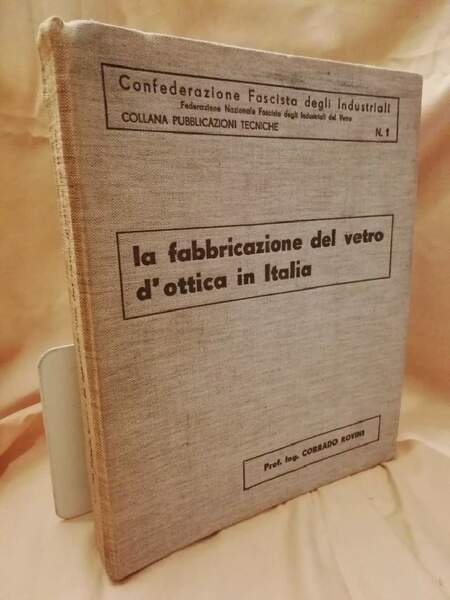 Confederazione Fascista degli Industriali
Federazione Nazionale Fascista degli Industriali del Vetro
COLLANA PUBBLICAZIONI TECNICHE N. 1
la fabbricazione del vetro
d'ottica in Italia
Prof. Ing. CORRADO ROVINI